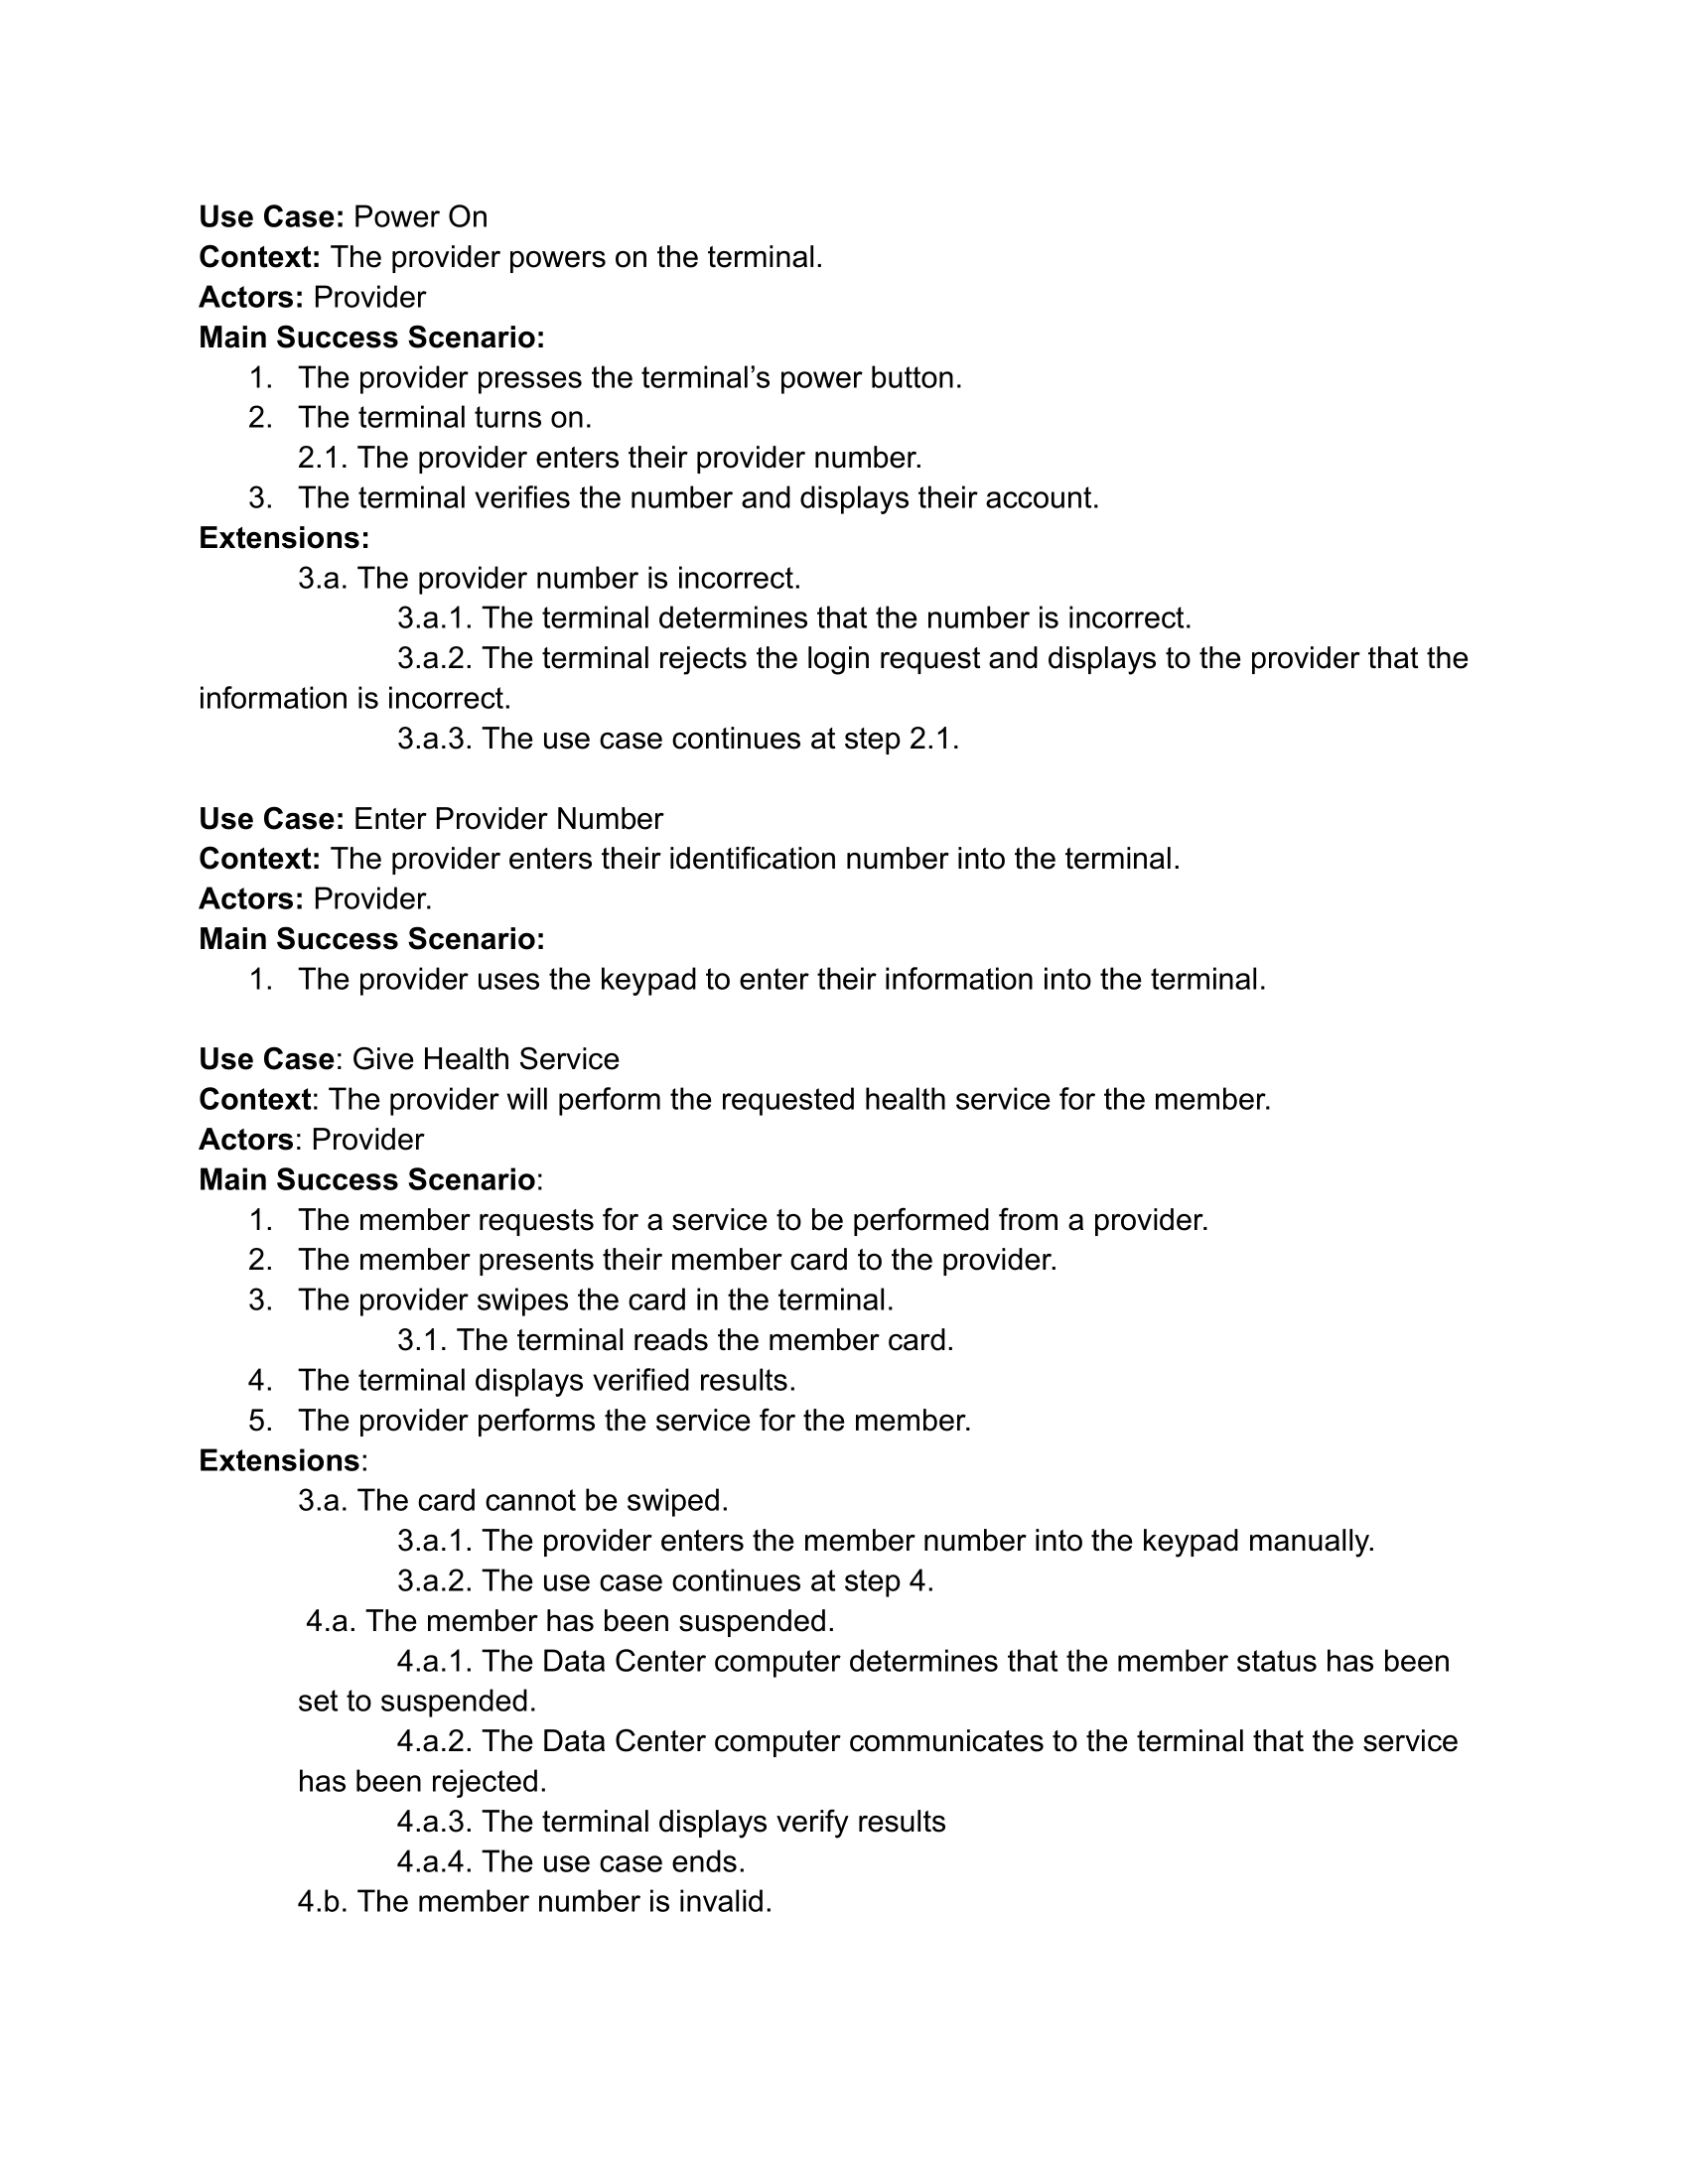 Use Case: Power On
Context: The provider powers on the terminal.
Actors: Provider
Main Success Scenario:
1. The provider presses the terminal’s power button.
2. The terminal turns on.
2.1. The provider enters their provider number.
3. The terminal verifies the number and displays their account.
Extensions:
3.a. The provider number is incorrect.
3.a.1. The terminal determines that the number is incorrect.
3.a.2. The terminal rejects the login request and displays to the provider that the
information is incorrect.
3.a.3. The use case continues at step 2.1.
Use Case: Enter Provider Number
Context: The provider enters their identification number into the terminal.
Actors: Provider.
Main Success Scenario:
1. The provider uses the keypad to enter their information into the terminal.
Use Case: Give Health Service
Context: The provider will perform the requested health service for the member.
Actors: Provider
Main Success Scenario:
1. The member requests for a service to be performed from a provider.
2. The member presents their member card to the provider.
3. The provider swipes the card in the terminal.
3.1. The terminal reads the member card.
4. The terminal displays verified results.
5. The provider performs the service for the member.
Extensions:
3.a. The card cannot be swiped.
3.a.1. The provider enters the member number into the keypad manually.
3.a.2. The use case continues at step 4.
4.a. The member has been suspended.
4.a.1. The Data Center computer determines that the member status has been
set to suspended.
4.a.2. The Data Center computer communicates to the terminal that the service
has been rejected.
4.a.3. The terminal displays verify results
4.a.4. The use case ends.
4.b. The member number is invalid.